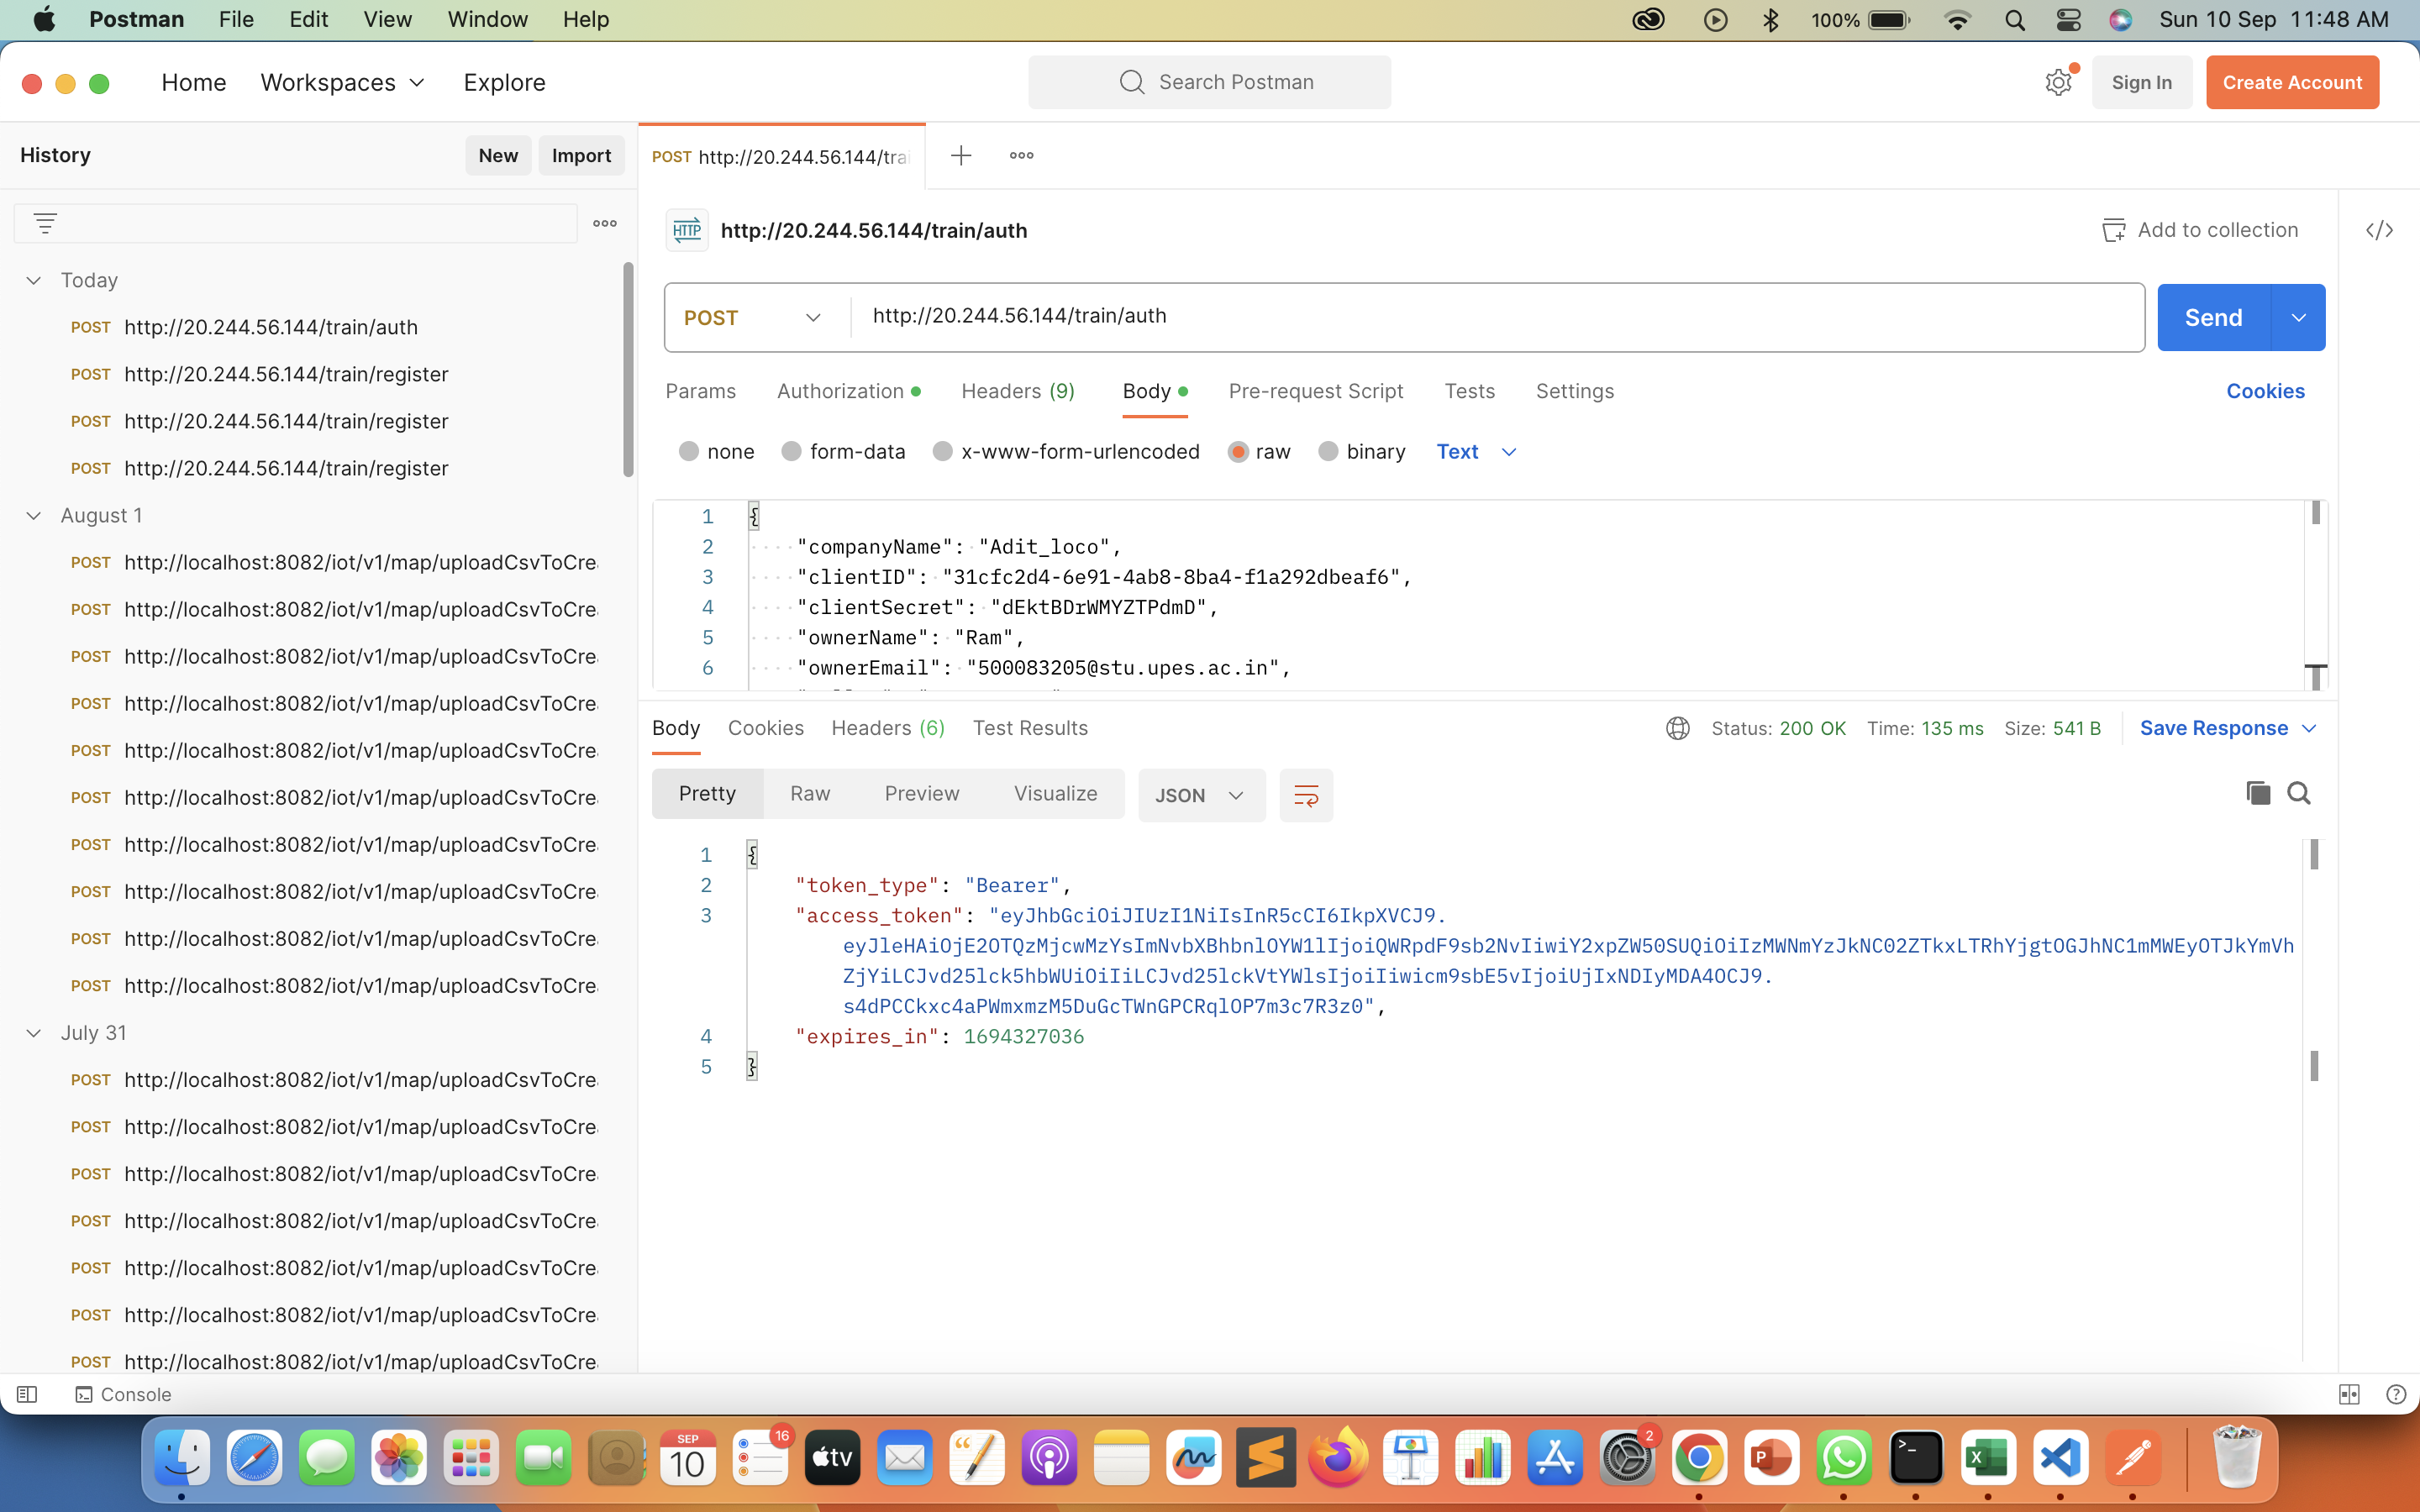 Postman File Edit View Window Help 100% Sun 10 Sep 11:48 AM
Home Workspaces Explore Search Postman Sign In Create Account
History New Import
POST http://20.244.56.144/trai
HTTP http://20.244.56.144/train/auth Add to collection </>
Today
POST http://20.244.56.144/train/auth
POST http://20.244.56.144/train/register
POST http://20.244.56.144/train/register
POST http://20.244.56.144/train/register
August 1
POST http://localhost:8082/iot/v1/map/uploadCsvToCre
POST http://localhost:8082/iot/v1/map/uploadCsvToCre
POST http://localhost:8082/iot/v1/map/uploadCsvToCre
POST http://localhost:8082/iot/v1/map/uploadCsvToCre
POST http://localhost:8082/iot/v1/map/uploadCsvToCre
POST http://localhost:8082/iot/v1/map/uploadCsvToCre
POST http://localhost:8082/iot/v1/map/uploadCsvToCre
POST http://localhost:8082/iot/v1/map/uploadCsvToCre
POST http://localhost:8082/iot/v1/map/uploadCsvToCre
POST http://localhost:8082/iot/v1/map/uploadCsvToCre
July 31
POST http://localhost:8082/iot/v1/map/uploadCsvToCre
POST http://localhost:8082/iot/v1/map/uploadCsvToCre
POST http://localhost:8082/iot/v1/map/uploadCsvToCre
POST http://localhost:8082/iot/v1/map/uploadCsvToCre
POST http://localhost:8082/iot/v1/map/uploadCsvToCre
POST http://localhost:8082/iot/v1/map/uploadCsvToCre
POST http://localhost:8082/iot/v1/map/uploadCsvToCre
POST http://20.244.56.144/train/auth Send
Params Authorization Headers (9) Body Pre-request Script Tests Settings Cookies
none form-data x-www-form-urlencoded raw binary Text
1 {
2 "companyName": "Adit_loco",
3 "clientID": "31cfc2d4-6e91-4ab8-8ba4-f1a292dbeaf6",
4 "clientSecret": "dEktBDrWMYZTPdmD",
5 "ownerName": "Ram",
6 "ownerEmail": "500083205@stu.upes.ac.in",
Body Cookies Headers (6) Test Results Status: 200 OK Time: 135 ms Size: 541 B Save Response
Pretty Raw Preview Visualize JSON
1 {
2 "token_type": "Bearer",
3 "access_token": "eyJhbGciOiJIUzI1NiIsInR5cCI6IkpXVCJ9.
eyJleHAiOjE2OTQzMjcwMzYsImNvbXBhbnlOYW1lIjoiQWRpdF9sb2NvIiwiY2xpZW50SUQiOiIzMWNmYzJkNC02ZTkxLTRhYjgtOGJhNC1mMWEyOTJkYmVh
ZjYiLCJvd25lck5hbWUiOiIiLCJvd25lckVtYWlsIjoiIiwicm9sbE5vIjoiUjIxNDIyMDA4OCJ9.
s4dPCCkxc4aPWmxmzM5DuGcTWnGPCRqlOP7m3c7R3z0",
4 "expires_in": 1694327036
5 }
Console
SEP
10
16
tv
2